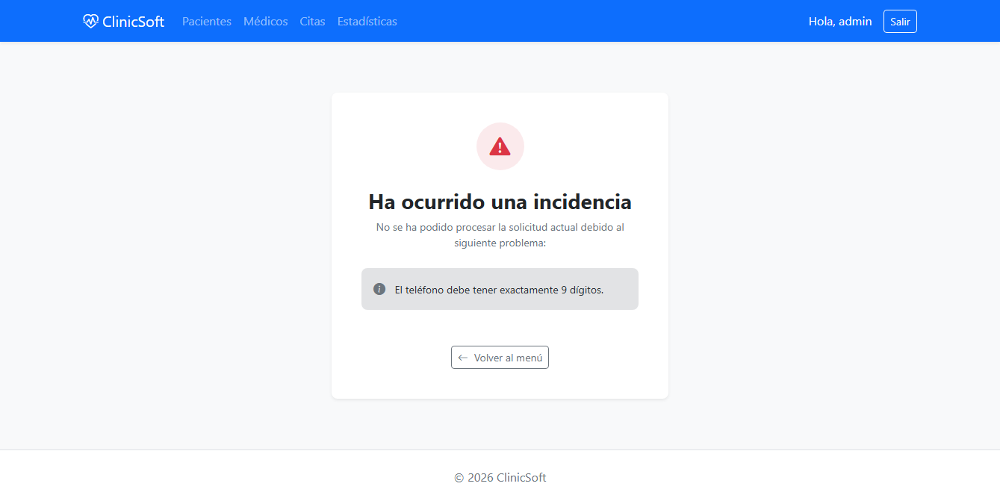 ClinicSoft Pacientes Médicos Citas Estadísticas Hola, admin Salir
Ha ocurrido una incidencia
No se ha podido procesar la solicitud actual debido al
siguiente problema:
El teléfono debe tener exactamente 9 dígitos.
← Volver al menú
© 2026 ClinicSoft